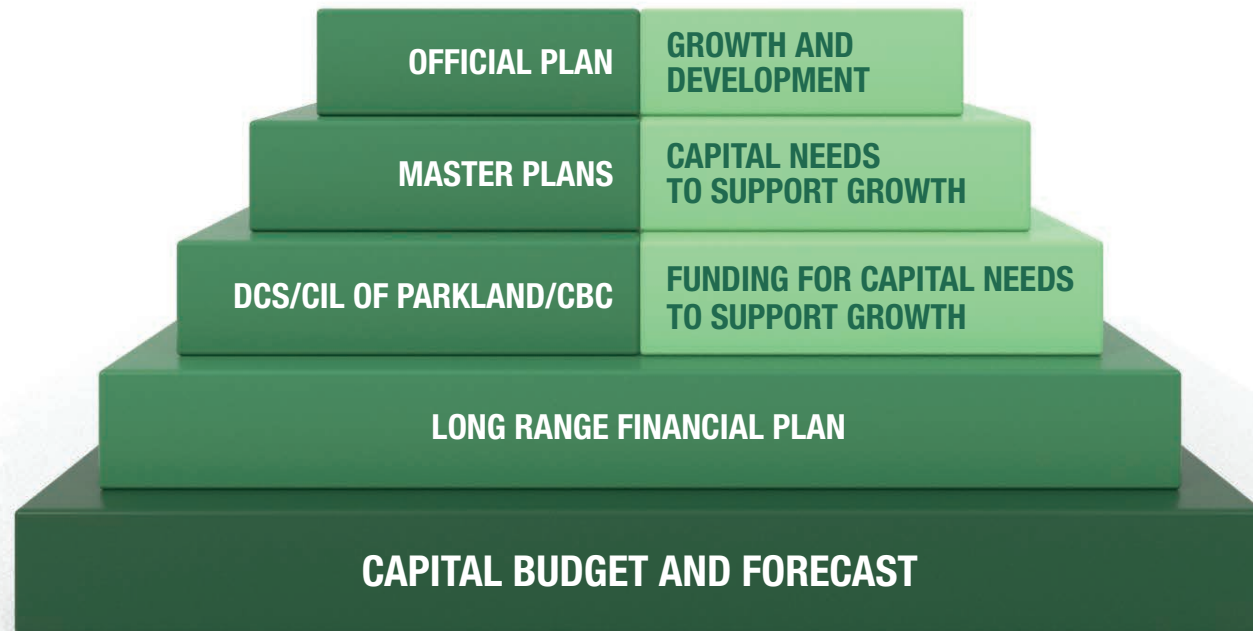 OFFICIAL PLAN
GROWTH AND
DEVELOPMENT
MASTER PLANS
CAPITAL NEEDS
TO SUPPORT GROWTH
DCS/CIL OF PARKLAND/CBC
FUNDING FOR CAPITAL NEEDS
TO SUPPORT GROWTH
LONG RANGE FINANCIAL PLAN
CAPITAL BUDGET AND FORECAST